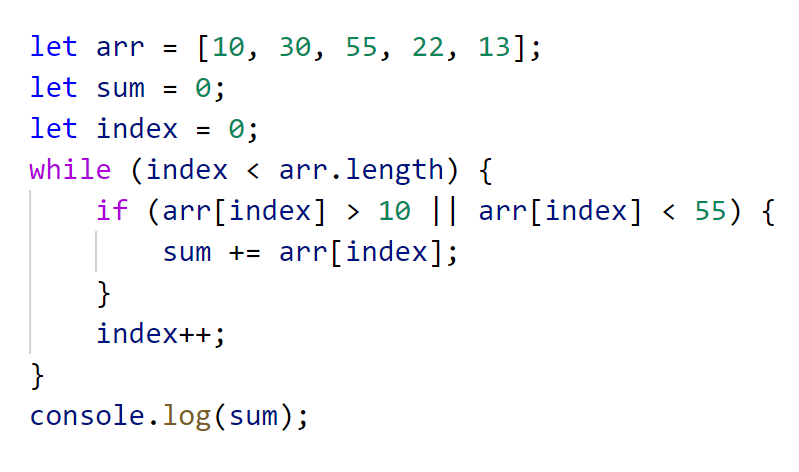 let arr = [10, 30, 55, 22, 13];
let sum = 0;
let index = 0;
while (index < arr.length) {
    if (arr[index] > 10 || arr[index] < 55) {
        sum += arr[index];
    }
    index++;
}
console.log(sum);